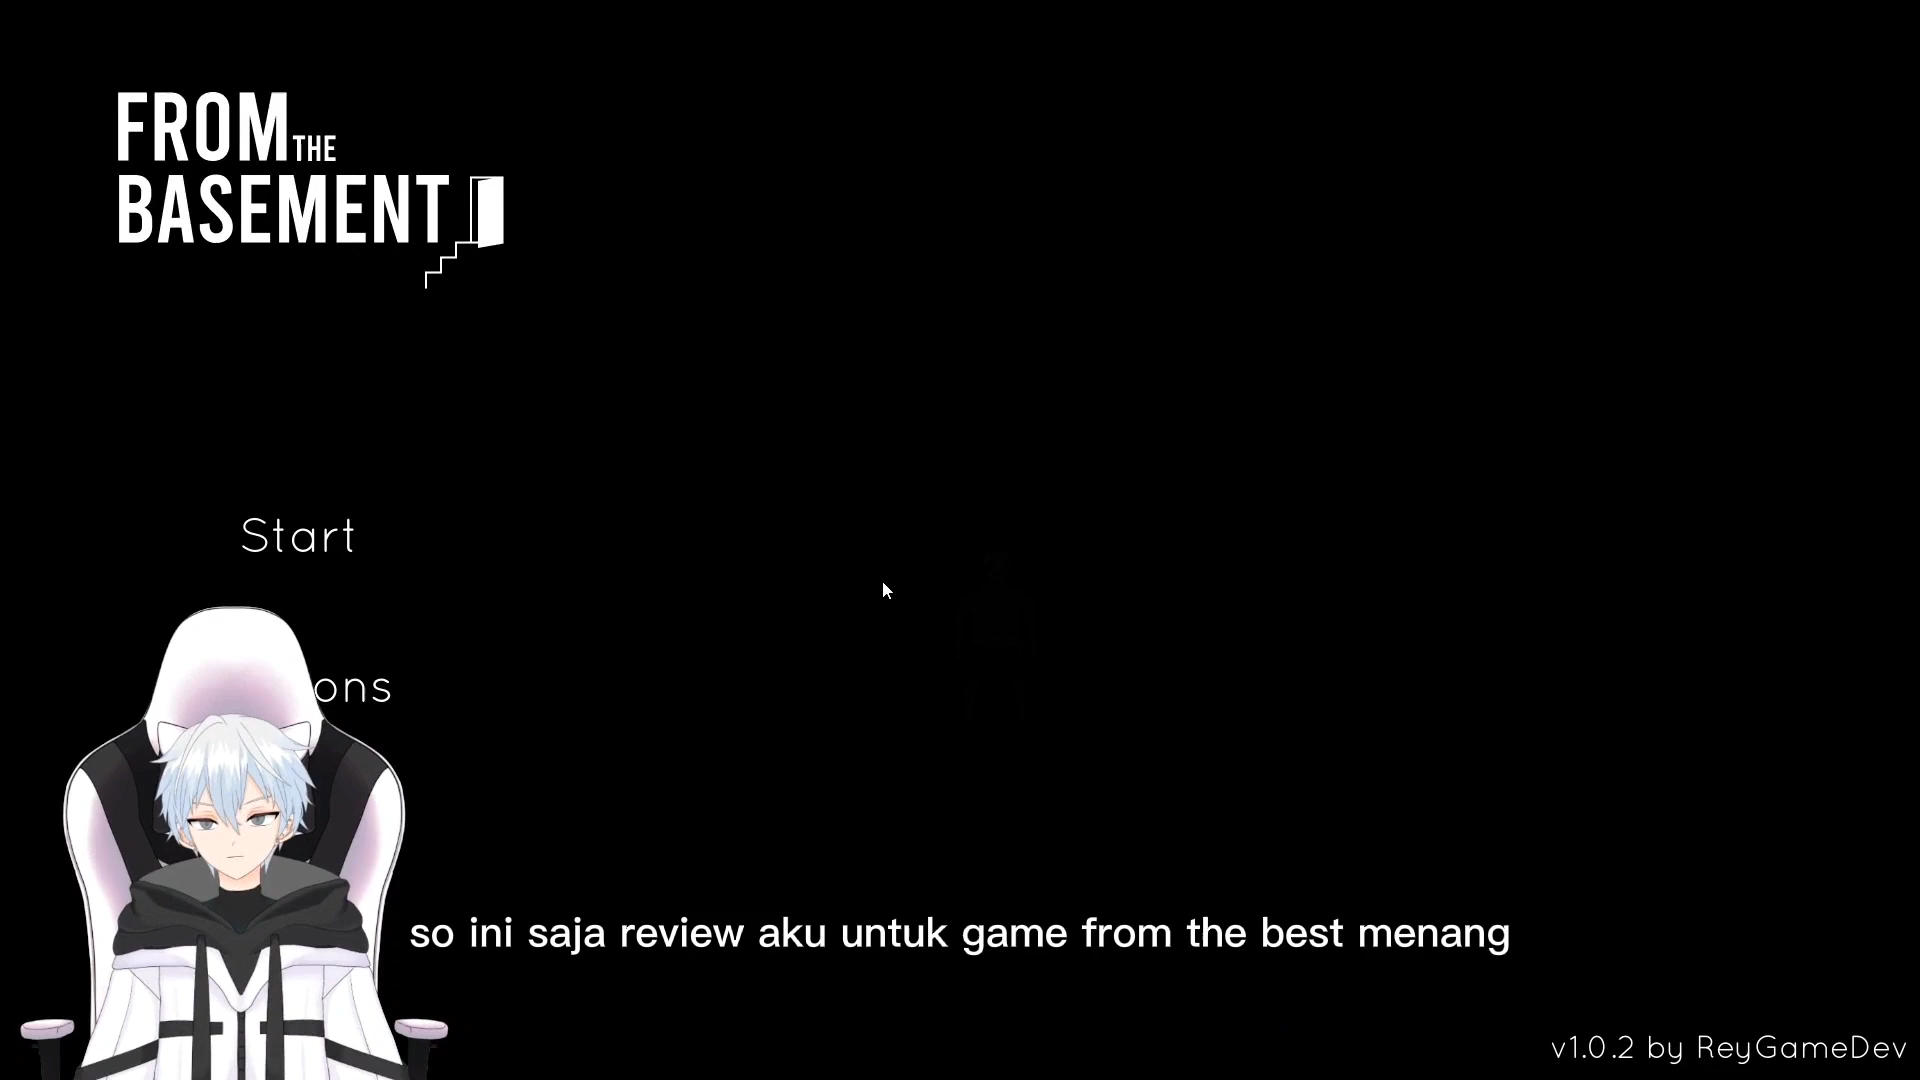 FROM THE
BASEMENT
Start
ons
so ini saja review aku untuk game from the best menang
v1.0.2 by ReyGameDev